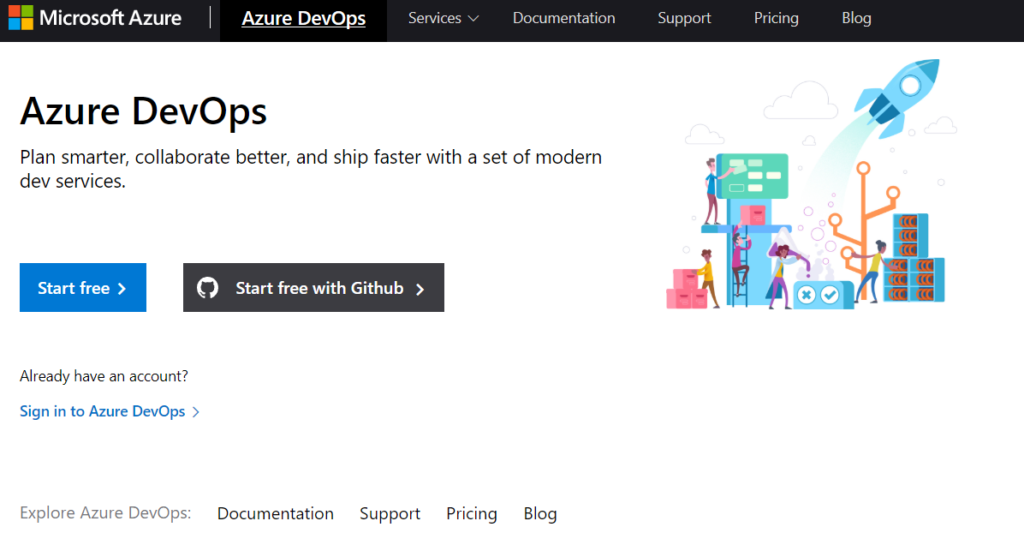 Microsoft Azure | Azure DevOps Services Documentation Support Pricing Blog
Azure DevOps
Plan smarter, collaborate better, and ship faster with a set of modern
dev services.
Start free Start free with Github
Already have an account?
Sign in to Azure DevOps
Explore Azure DevOps: Documentation Support Pricing Blog